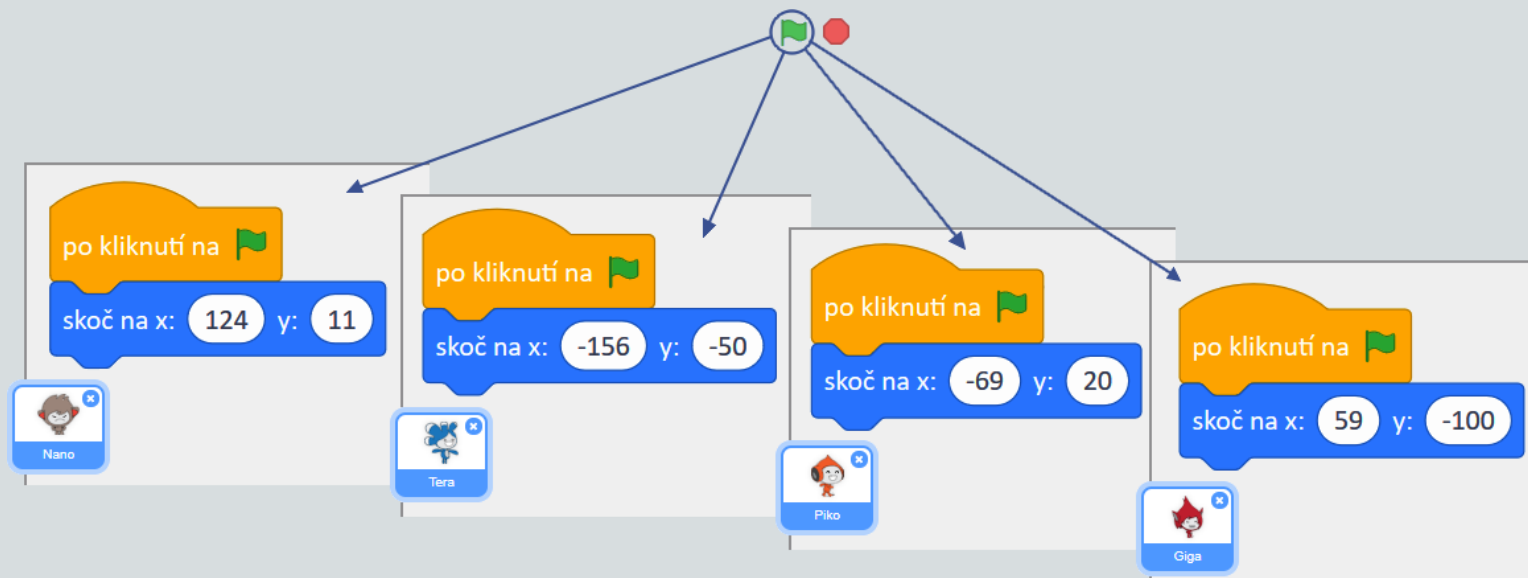 po kliknutí na
skoč na x: 124 y: 11
Nano
po kliknutí na
skoč na x: -156 y: -50
Tera
po kliknutí na
skoč na x: -69 y: 20
Piko
po kliknutí na
skoč na x: 59 y: -100
Giga